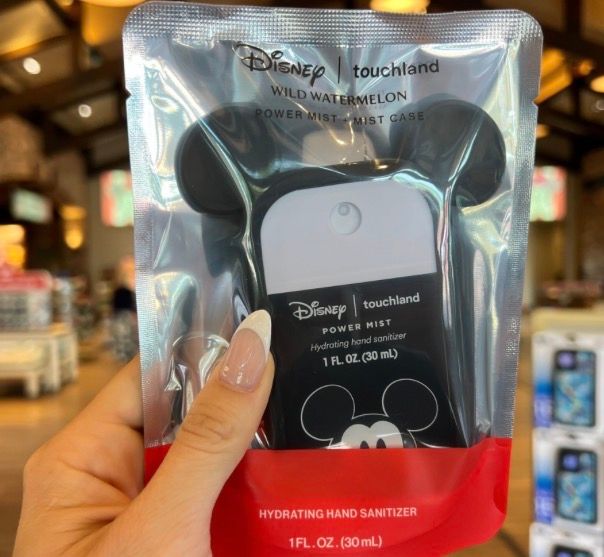 Disney | touchland
WILD WATERMELON
POWER MIST + MIST CASE
Disney | touchland
POWER MIST
Hydrating hand sanitizer
1 FL. OZ. (30 mL)
HYDRATING HAND SANITIZER
1 FL. OZ. (30 mL)